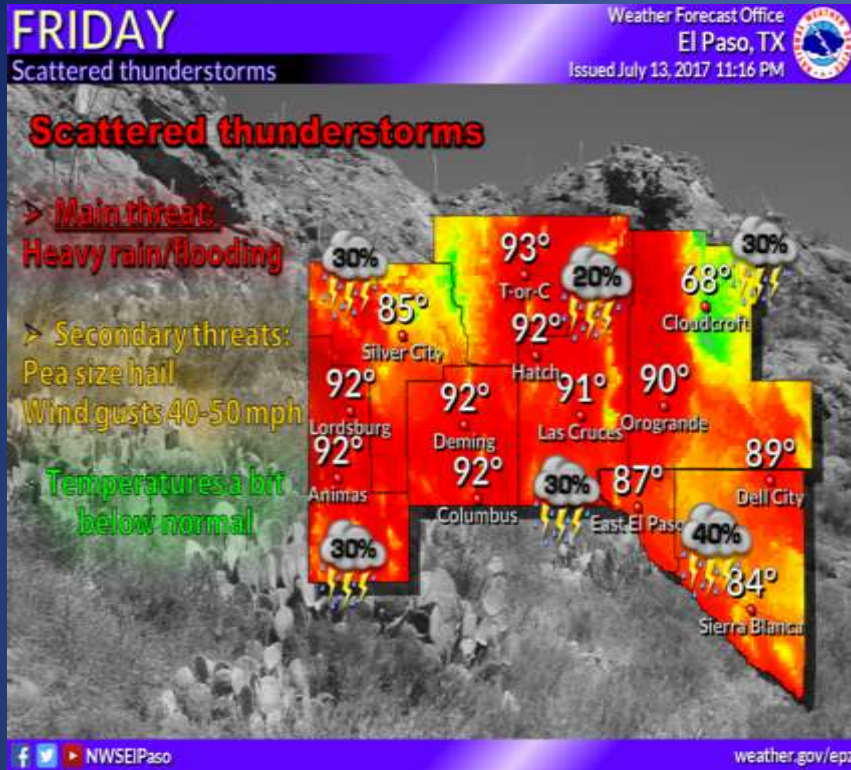 FRIDAY
Scattered thunderstorms
Weather Forecast Office
El Paso, TX
Issued July 13, 2017 11:16 PM
Scattered thunderstorms
➢ Main threat:
Heavy rain/flooding
➢ Secondary threats:
Pea size hail
Wind gusts 40-50 mph
Temperatures a bit
below normal
30%
93°
T-or-C
20%
68°
Cloudcroft
30%
85°
Silver City
92°
Hatch
92°
Lordsburg
92°
Deming
91°
Las Cruces
90°
Orogrande
92°
Animas
92°
Columbus
30%
87°
East El Paso
89°
Dell City
30%
40%
84°
Sierra Blanca
NWSElPaso
weather.gov/epz